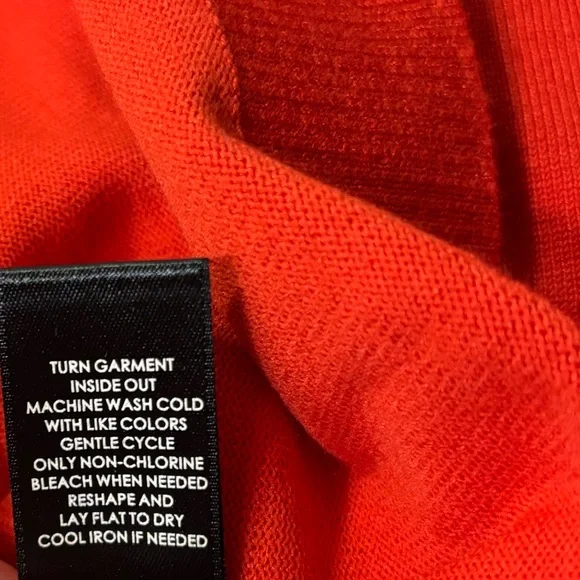 TURN GARMENT
INSIDE OUT
MACHINE WASH COLD
WITH LIKE COLORS
GENTLE CYCLE
ONLY NON-CHLORINE
BLEACH WHEN NEEDED
RESHAPE AND
LAY FLAT TO DRY
COOL IRON IF NEEDED